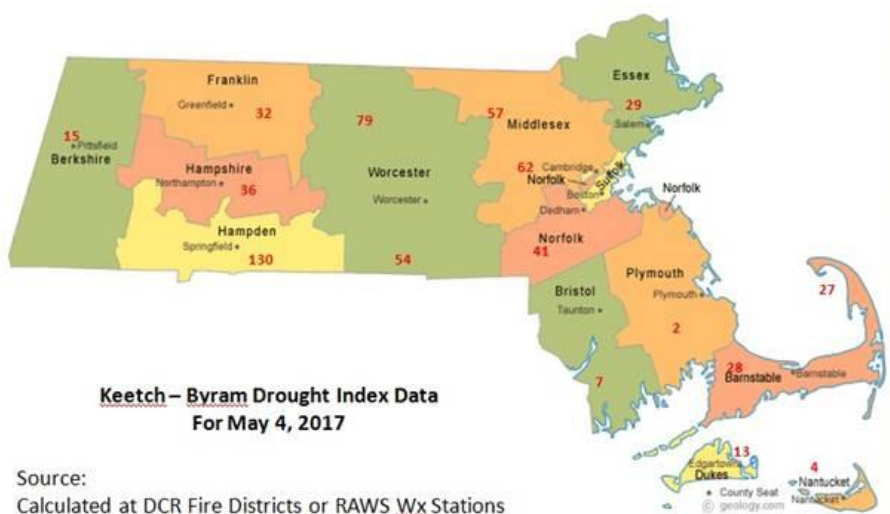 Franklin
Greenfield
32
79
57
Essex
29
Salem
Middlesex
15
Pittsfield
Berkshire
Hampshire
Northampton
36
Worcester
Worcester
62
Cambridge
Norfolk
Suffolk
Boston
Dedham
Norfolk
Hampden
Springfield
130
54
Norfolk
41
Plymouth
Plymouth
2
27
Bristol
Taunton
7
28
Barnstable
Barnstable
Keetch – Byram Drought Index Data
For May 4, 2017
13
Edgartown
Dukes
4
Nantucket
Nantucket
County Seat
© geology.com
Source:
Calculated at DCR Fire Districts or RAWS Wx Stations